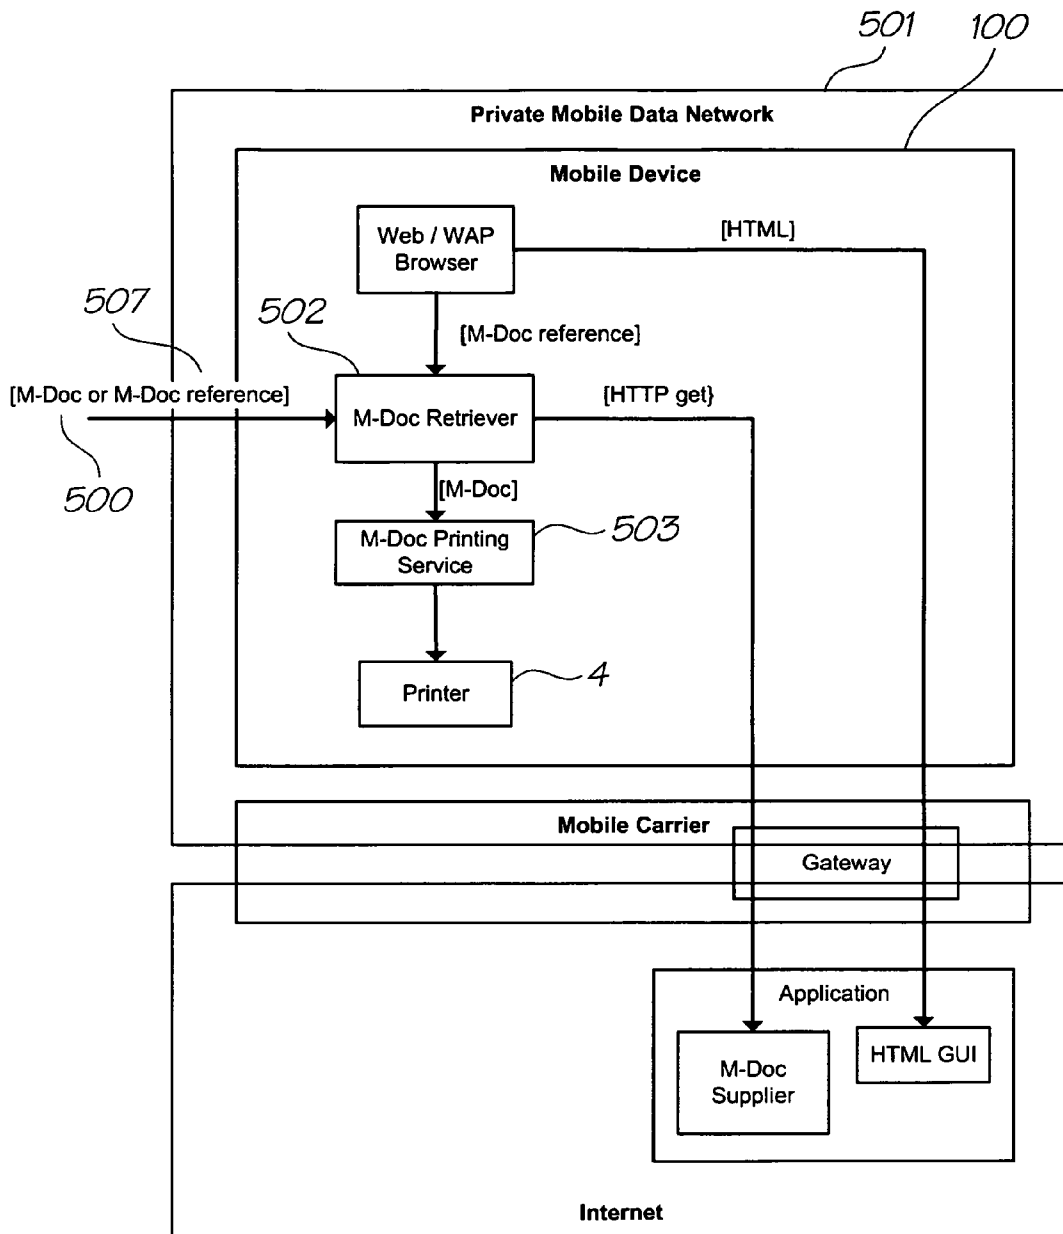 501
100
Private Mobile Data Network
Mobile Device
Web / WAP
Browser
[HTML]
507
502
[M-Doc reference]
[M-Doc or M-Doc reference]
M-Doc Retriever
[HTTP get}
500
[M-Doc]
M-Doc Printing
Service
503
Printer
4
Mobile Carrier
Gateway
Application
M-Doc
Supplier
HTML GUI
Internet